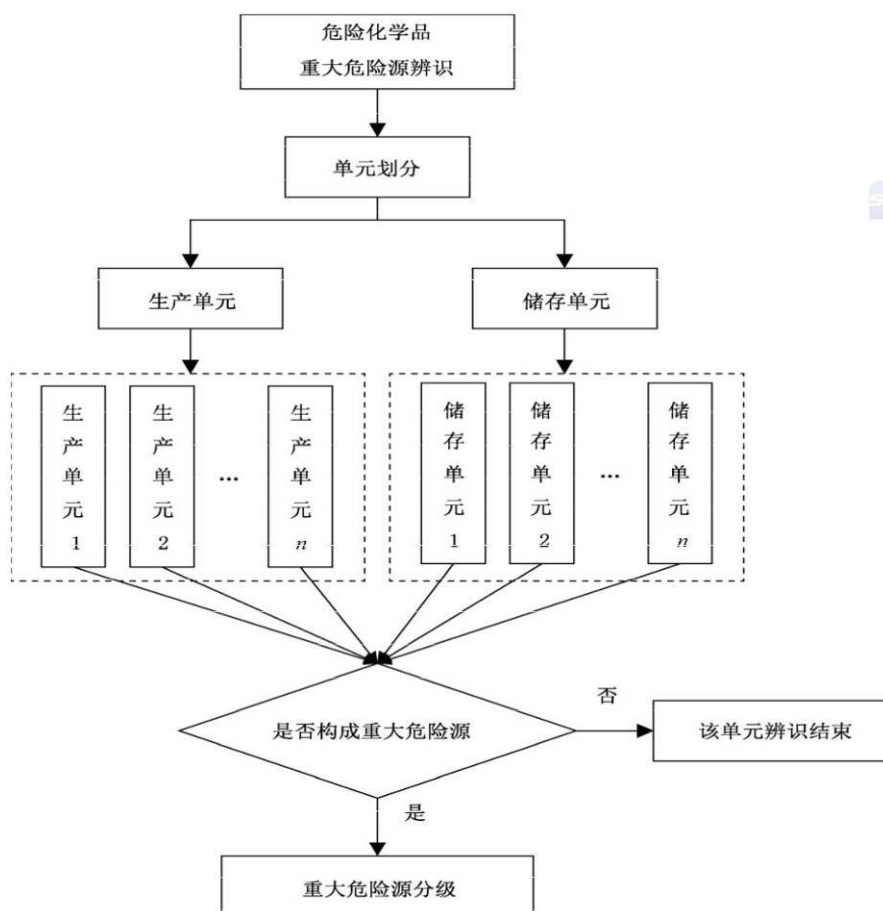 危险化学品
重大危险源辨识
单元划分
生产单元
储存单元
生产单元1
生产单元2
…
生产单元n
储存单元1
储存单元2
…
储存单元n
是否构成重大危险源
否
该单元辨识结束
是
重大危险源分级